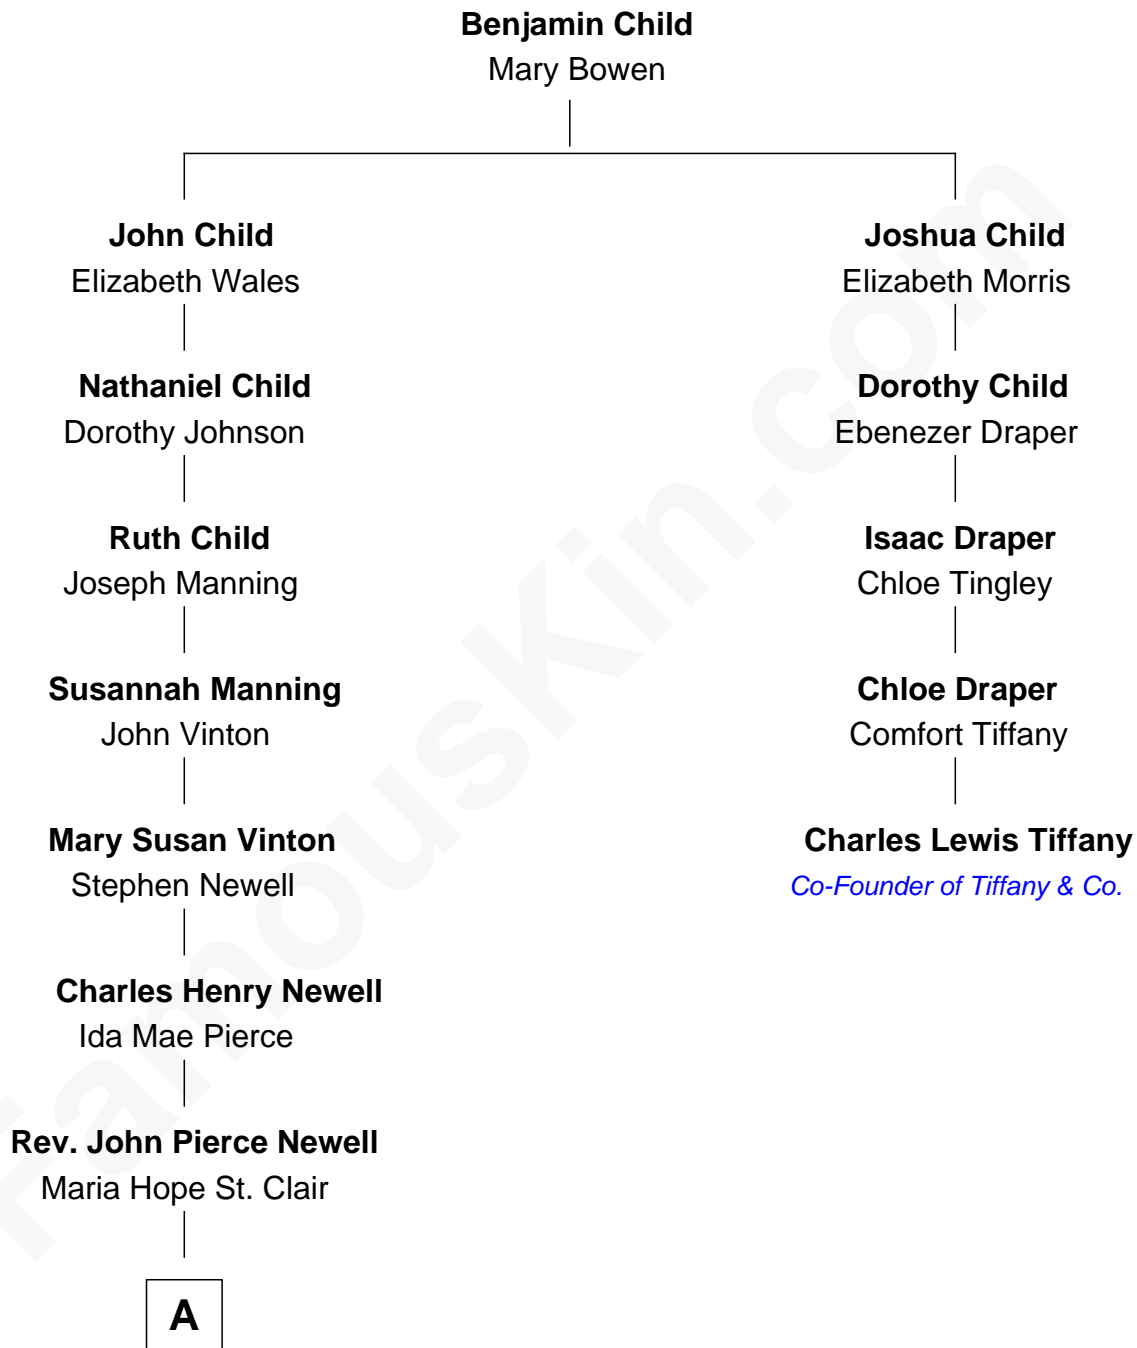 Benjamin Child
Mary Bowen
John Child
Elizabeth Wales
Joshua Child
Elizabeth Morris
Nathaniel Child
Dorothy Johnson
Dorothy Child
Ebenezer Draper
Ruth Child
Joseph Manning
Isaac Draper
Chloe Tingley
Susannah Manning
John Vinton
Chloe Draper
Comfort Tiffany
Mary Susan Vinton
Stephen Newell
Charles Lewis Tiffany
Co-Founder of Tiffany & Co.
Charles Henry Newell
Ida Mae Pierce
Rev. John Pierce Newell
Maria Hope St. Clair
A
FamousKin.com